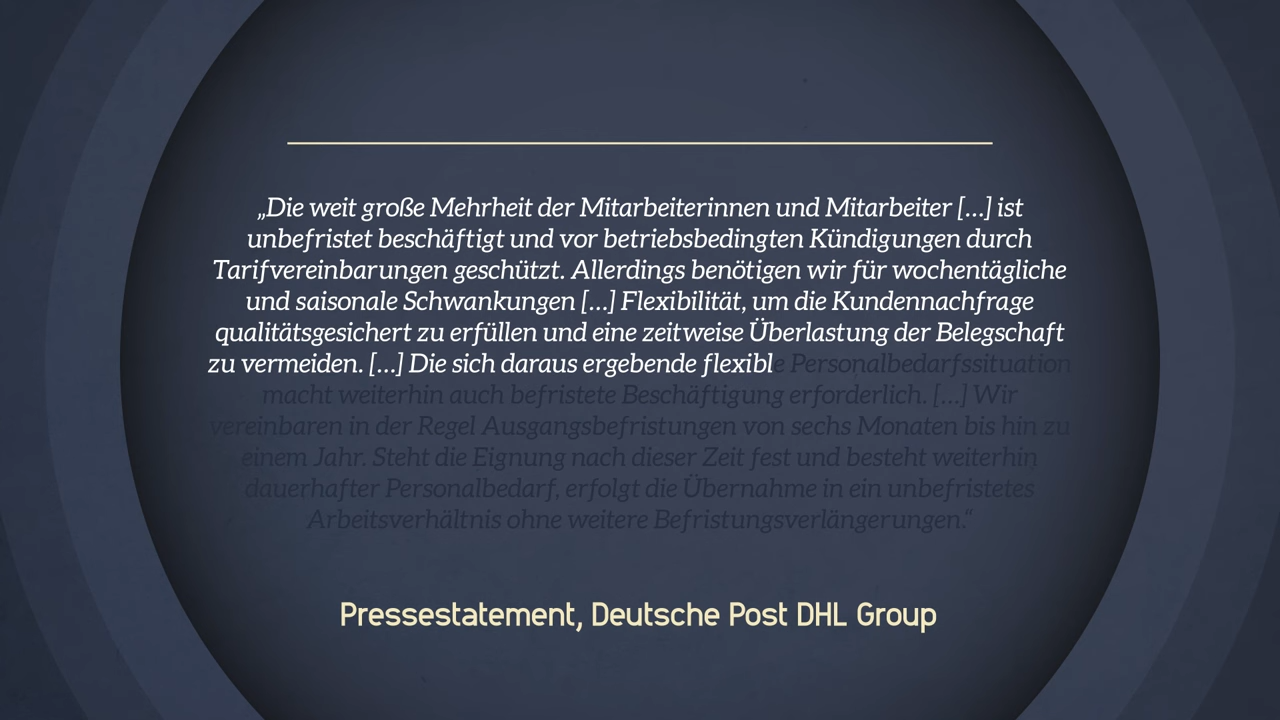 „Die weit große Mehrheit der Mitarbeiterinnen und Mitarbeiter [...] ist
unbefristet beschäftigt und vor betriebsbedingten Kündigungen durch
Tarifvereinbarungen geschützt. Allerdings benötigen wir für wochentägliche
und saisonale Schwankungen [...] Flexibilität, um die Kundennachfrage
qualitätsgesichert zu erfüllen und eine zeitweise Überlastung der Belegschaft
zu vermeiden. [...] Die sich daraus ergebende flexible Personalbedarfssituation
macht weiterhin auch befristete Beschäftigung erforderlich. [...] Wir
vereinbaren in der Regel Ausgangsbefristungen von sechs Monaten bis hin zu
einem Jahr. Steht die Eignung nach dieser Zeit fest und besteht weiterhin
dauerhafter Personalbedarf, erfolgt die Übernahme in ein unbefristetes
Arbeitsverhältnis ohne weitere Befristungsverlängerungen.“
Pressestatement, Deutsche Post DHL Group